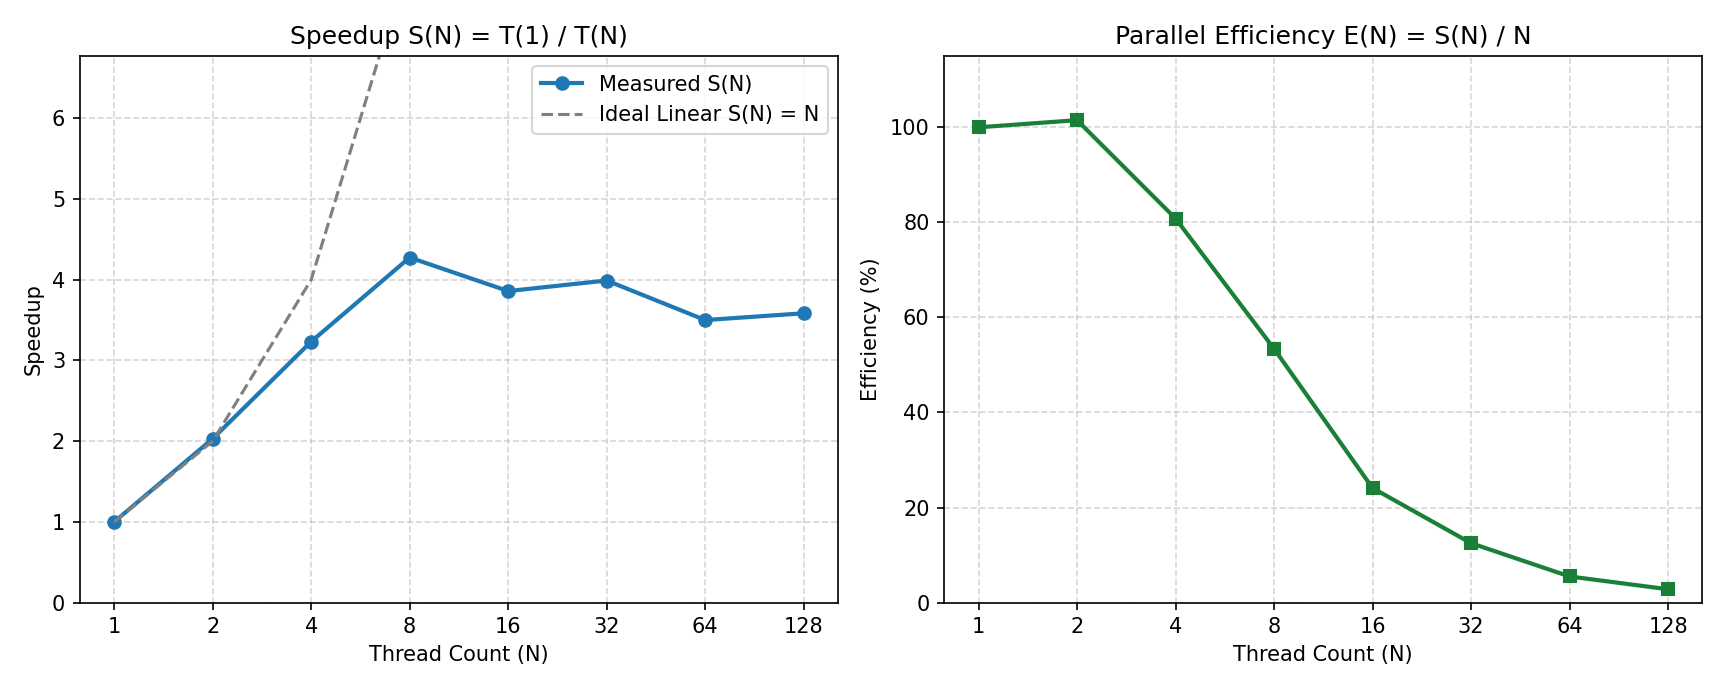 Speedup S(N) = T(1) / T(N)
Measured S(N)
Ideal Linear S(N) = N
6
5
4
3
2
1
0
Speedup
1 2 4 8 16 32 64 128
Thread Count (N)
Parallel Efficiency E(N) = S(N) / N
100
80
60
40
20
0
Efficiency (%)
1 2 4 8 16 32 64 128
Thread Count (N)